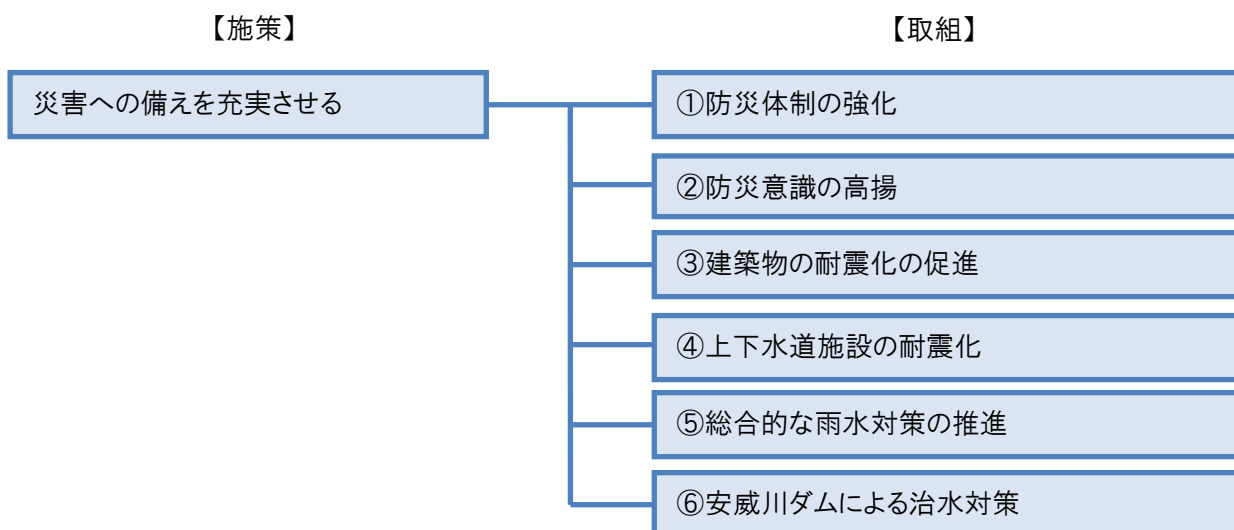 【施策】
【取組】
災害への備えを充実させる
①防災体制の強化
②防災意識の高揚
③建築物の耐震化の促進
④上下水道施設の耐震化
⑤総合的な雨水対策の推進
⑥安威川ダムによる治水対策